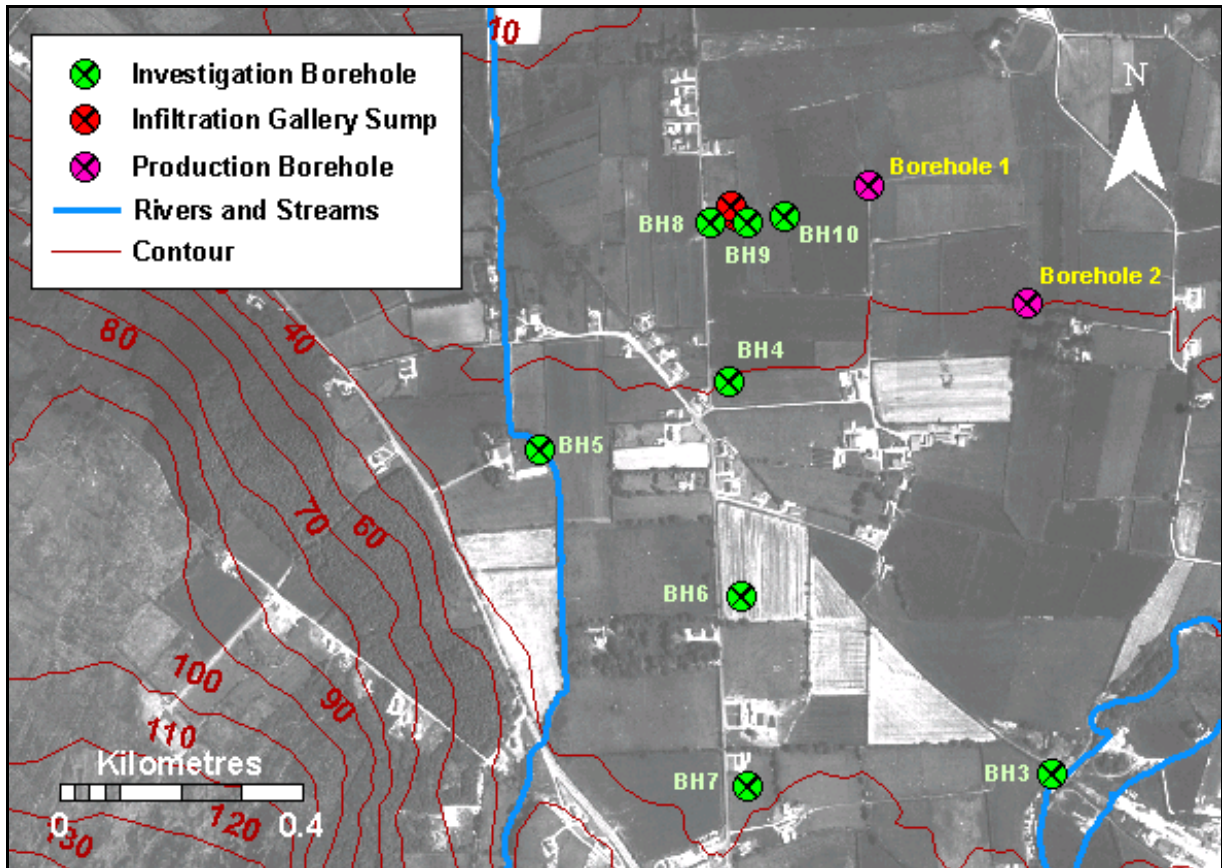 10
Investigation Borehole
Infiltration Gallery Sump
Production Borehole
Rivers and Streams
Contour
N
Borehole 1
BH8
BH9
BH10
Borehole 2
40
80
BH4
BH5
70
60
BH6
100
90
110
BH7
BH3
Kilometres
0
0.4
120